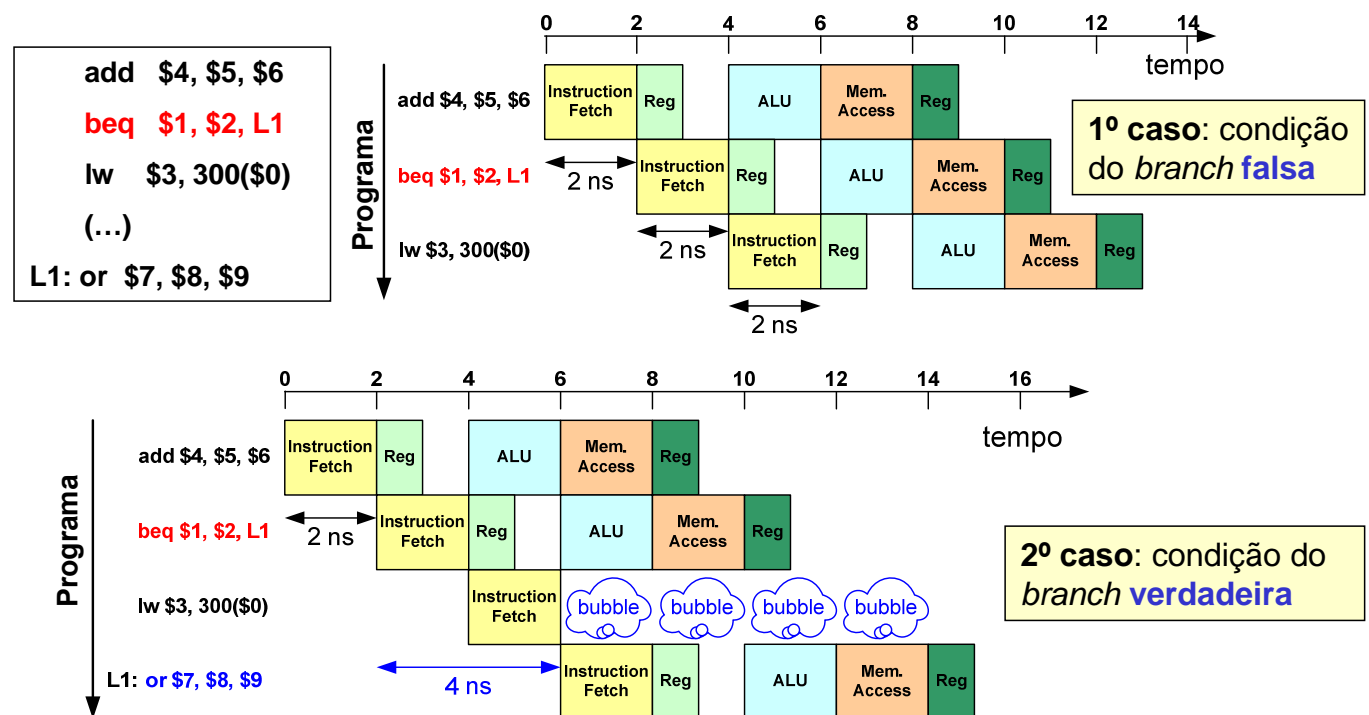 add $4, $5, $6
beq $1, $2, L1
lw $3, 300($0)
(…)
L1: or $7, $8, $9
0 2 4 6 8 10 12 14
tempo
Programa
add $4, $5, $6
Instruction Fetch
Reg
ALU
Mem. Access
Reg
2 ns
beq $1, $2, L1
Instruction Fetch
Reg
ALU
Mem. Access
Reg
2 ns
lw $3, 300($0)
Instruction Fetch
Reg
ALU
Mem. Access
Reg
2 ns
1º caso: condição
do branch falsa
0 2 4 6 8 10 12 14 16
tempo
Programa
add $4, $5, $6
Instruction Fetch
Reg
ALU
Mem. Access
Reg
2 ns
beq $1, $2, L1
Instruction Fetch
Reg
ALU
Mem. Access
Reg
lw $3, 300($0)
Instruction Fetch
bubble bubble bubble bubble
4 ns
L1: or $7, $8, $9
Instruction Fetch
Reg
ALU
Mem. Access
Reg
2º caso: condição do
branch verdadeira